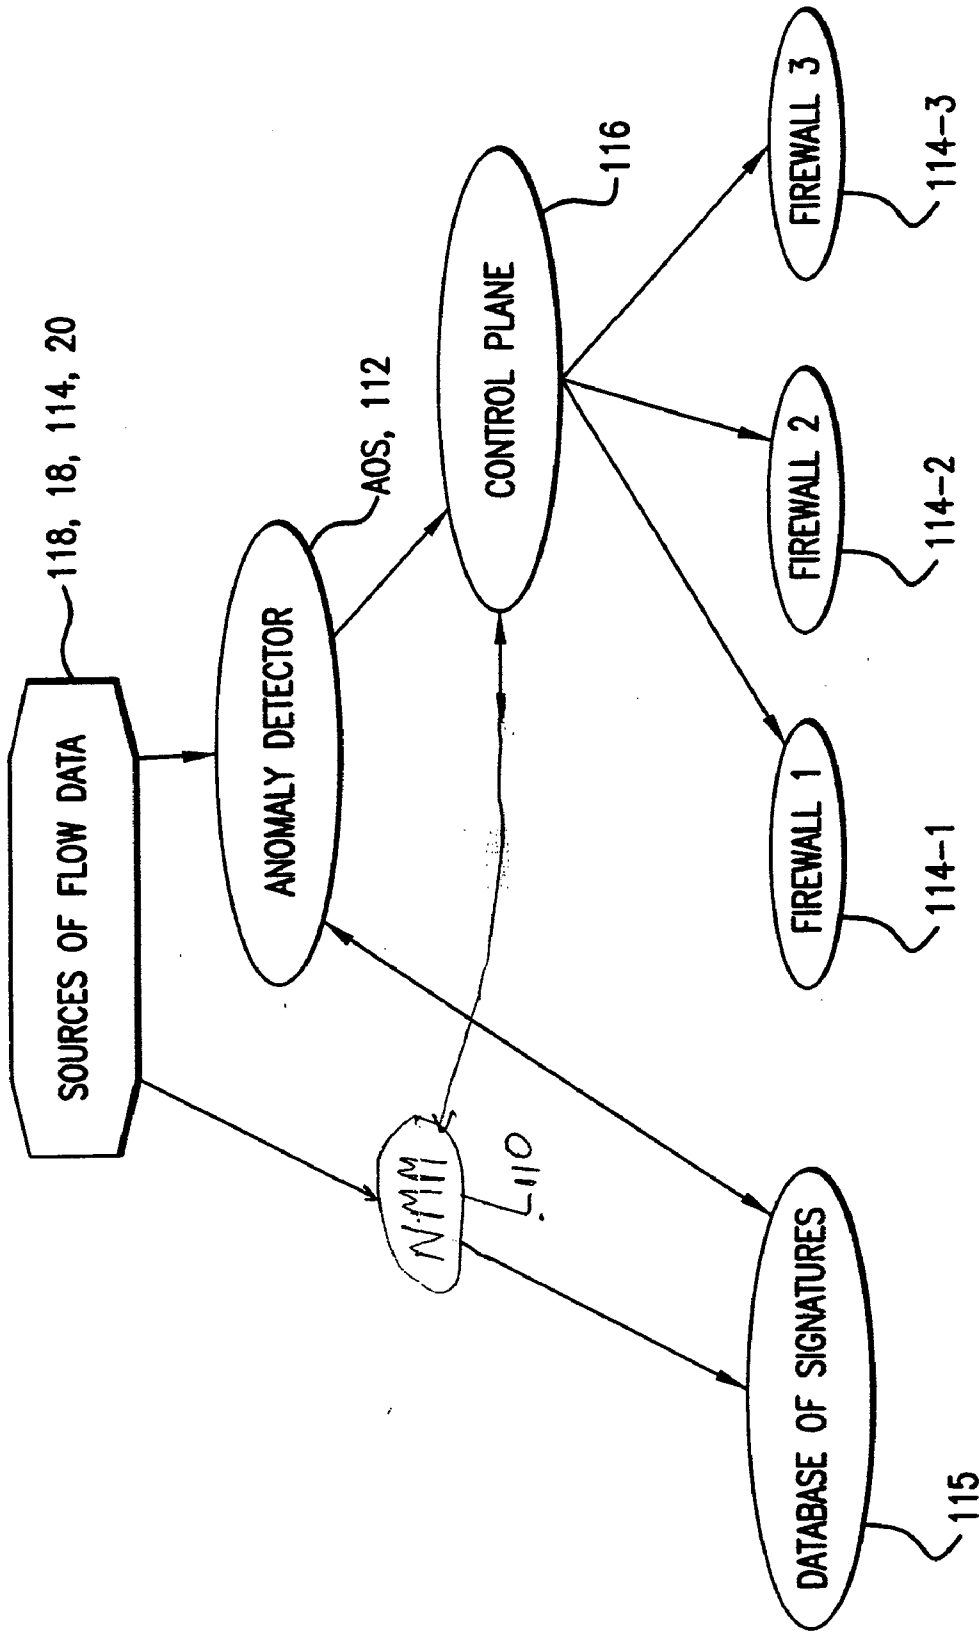 SOURCES OF FLOW DATA
118, 18, 114, 20
ANOMALY DETECTOR
AOS, 112
NMM
110
CONTROL PLANE
116
DATABASE OF SIGNATURES
115
FIREWALL 1
114-1
FIREWALL 2
114-2
FIREWALL 3
114-3